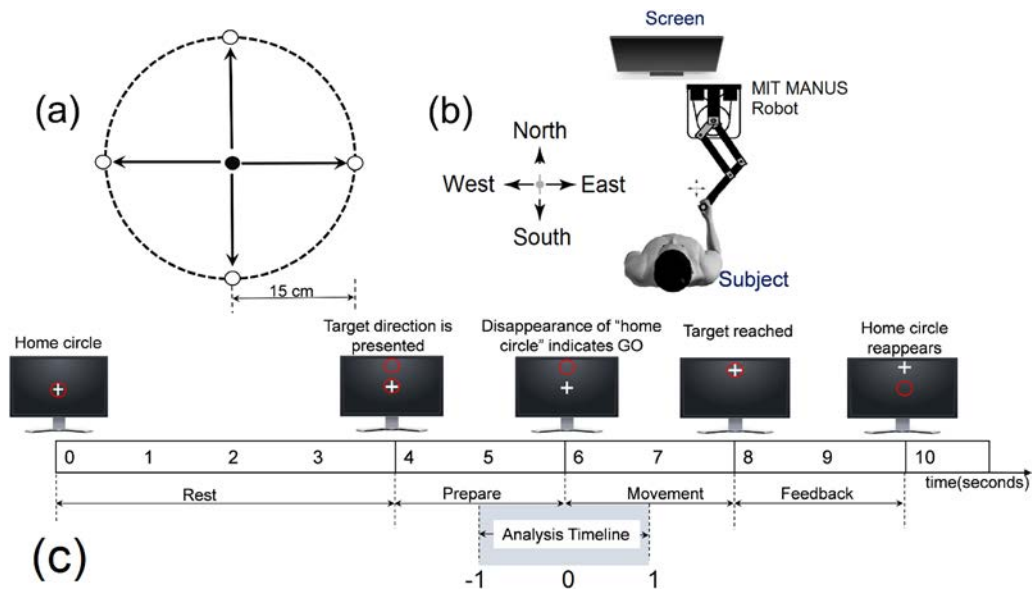 (a)
15 cm
(b)
Screen
MIT MANUS
Robot
North
West
East
South
Subject
Home circle
Target direction is
presented
Disappearance of “home
circle” indicates GO
Target reached
Home circle
reappears
0 1 2 3 4 5 6 7 8 9 10
time(seconds)
Rest
Prepare
Movement
Feedback
Analysis Timeline
-1 0 1
(c)